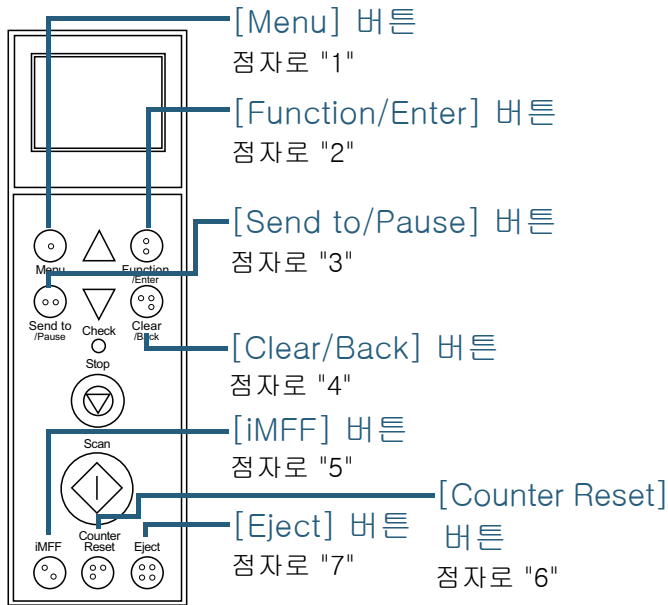 [Menu] 버튼
점자로 "1"
[Function/Enter] 버튼
점자로 "2"
[Send to/Pause] 버튼
점자로 "3"
[Clear/Back] 버튼
점자로 "4"
[iMFF] 버튼
점자로 "5"
[Counter Reset]
버튼
점자로 "6"
[Eject] 버튼
점자로 "7"
Menu
Function
/Enter
Send to
/Pause
Check
Clear
/Back
Stop
Scan
iMFF
Counter
Reset
Eject